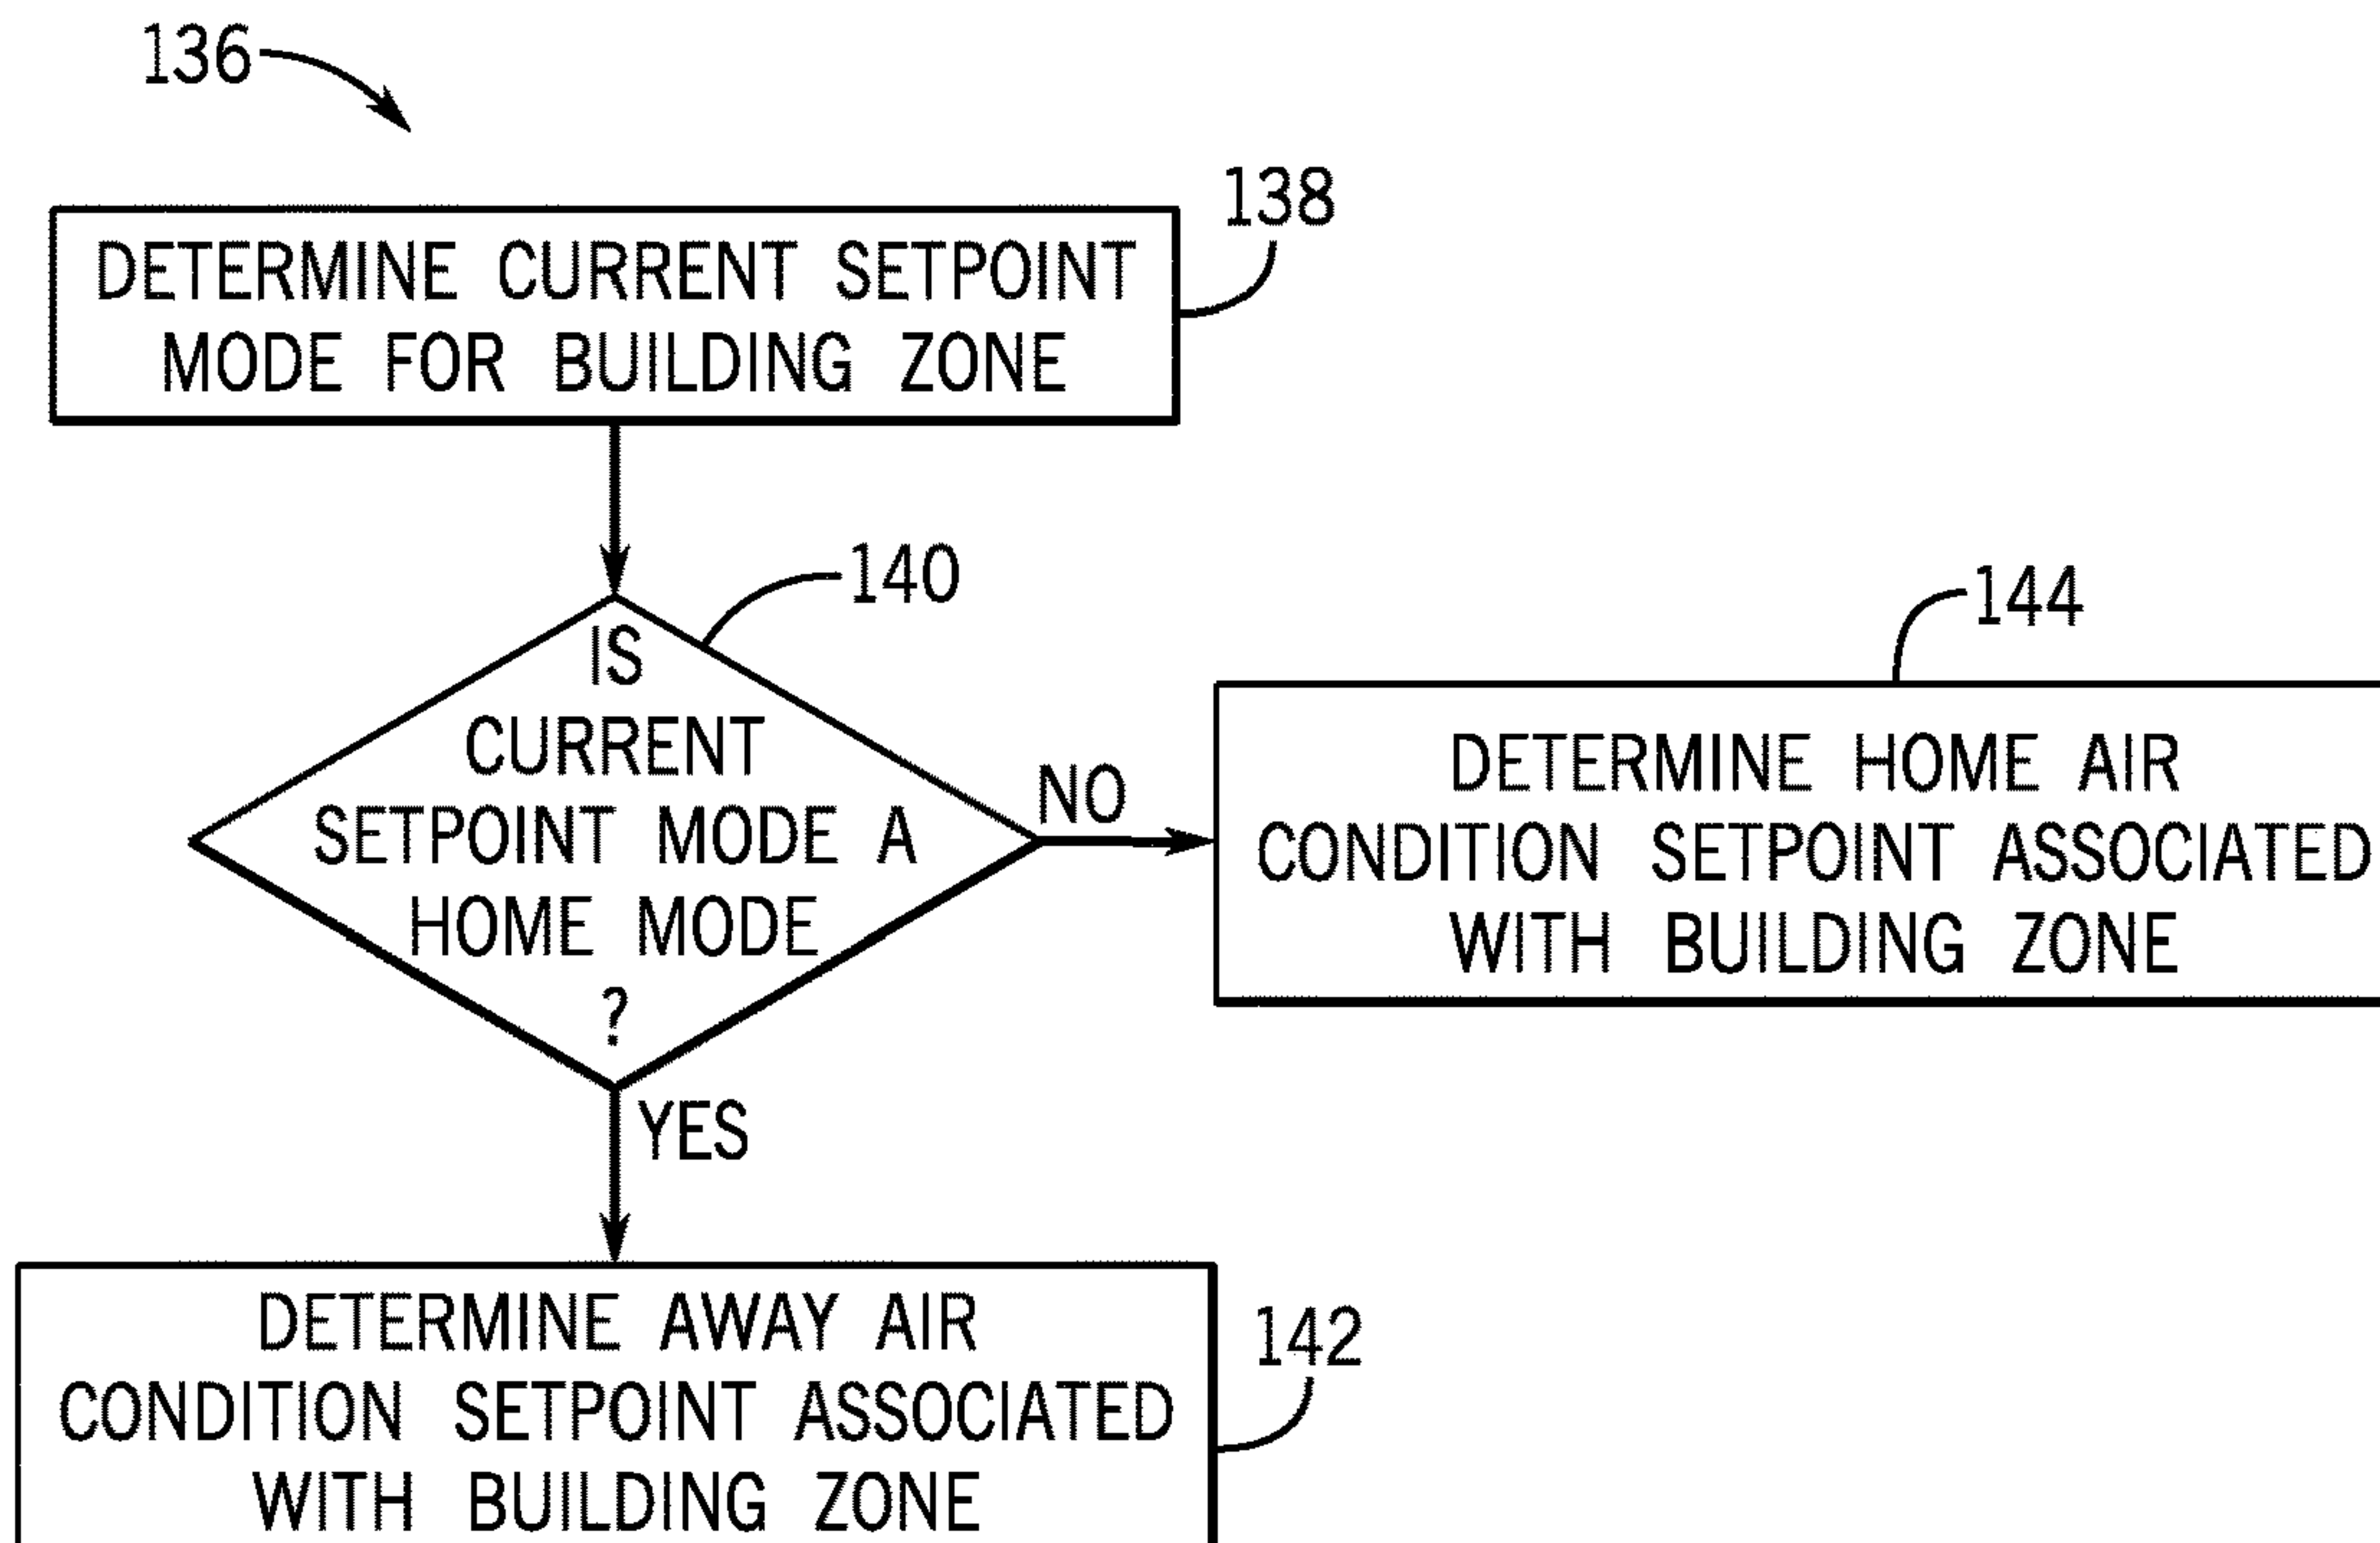 136
138
DETERMINE CURRENT SETPOINT
MODE FOR BUILDING ZONE
140
IS
CURRENT
SETPOINT MODE A
HOME MODE
?
NO
144
DETERMINE HOME AIR
CONDITION SETPOINT ASSOCIATED
WITH BUILDING ZONE
YES
DETERMINE AWAY AIR
CONDITION SETPOINT ASSOCIATED
WITH BUILDING ZONE
142